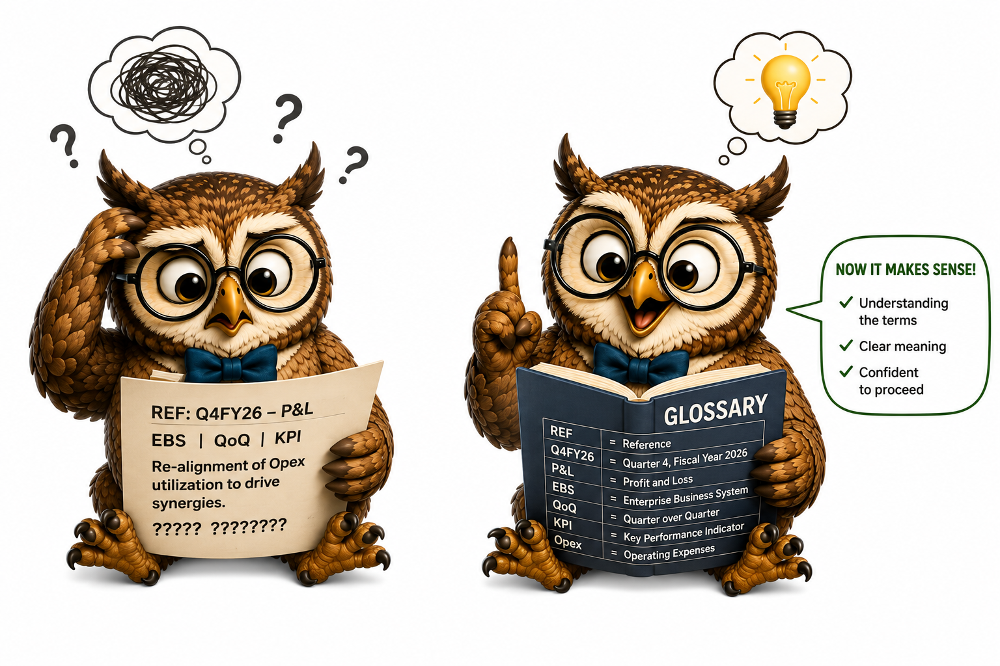 ?
?
?
REF: Q4FY26 – P&L
EBS | QoQ | KPI
Re-alignment of Opex
utilization to drive
synergies.
????? ????????
GLOSSARY
REF = Reference
Q4FY26 = Quarter 4, Fiscal Year 2026
P&L = Profit and Loss
EBS = Enterprise Business System
QoQ = Quarter over Quarter
KPI = Key Performance Indicator
Opex = Operating Expenses
NOW IT MAKES SENSE!
✓ Understanding
the terms
✓ Clear meaning
✓ Confident
to proceed